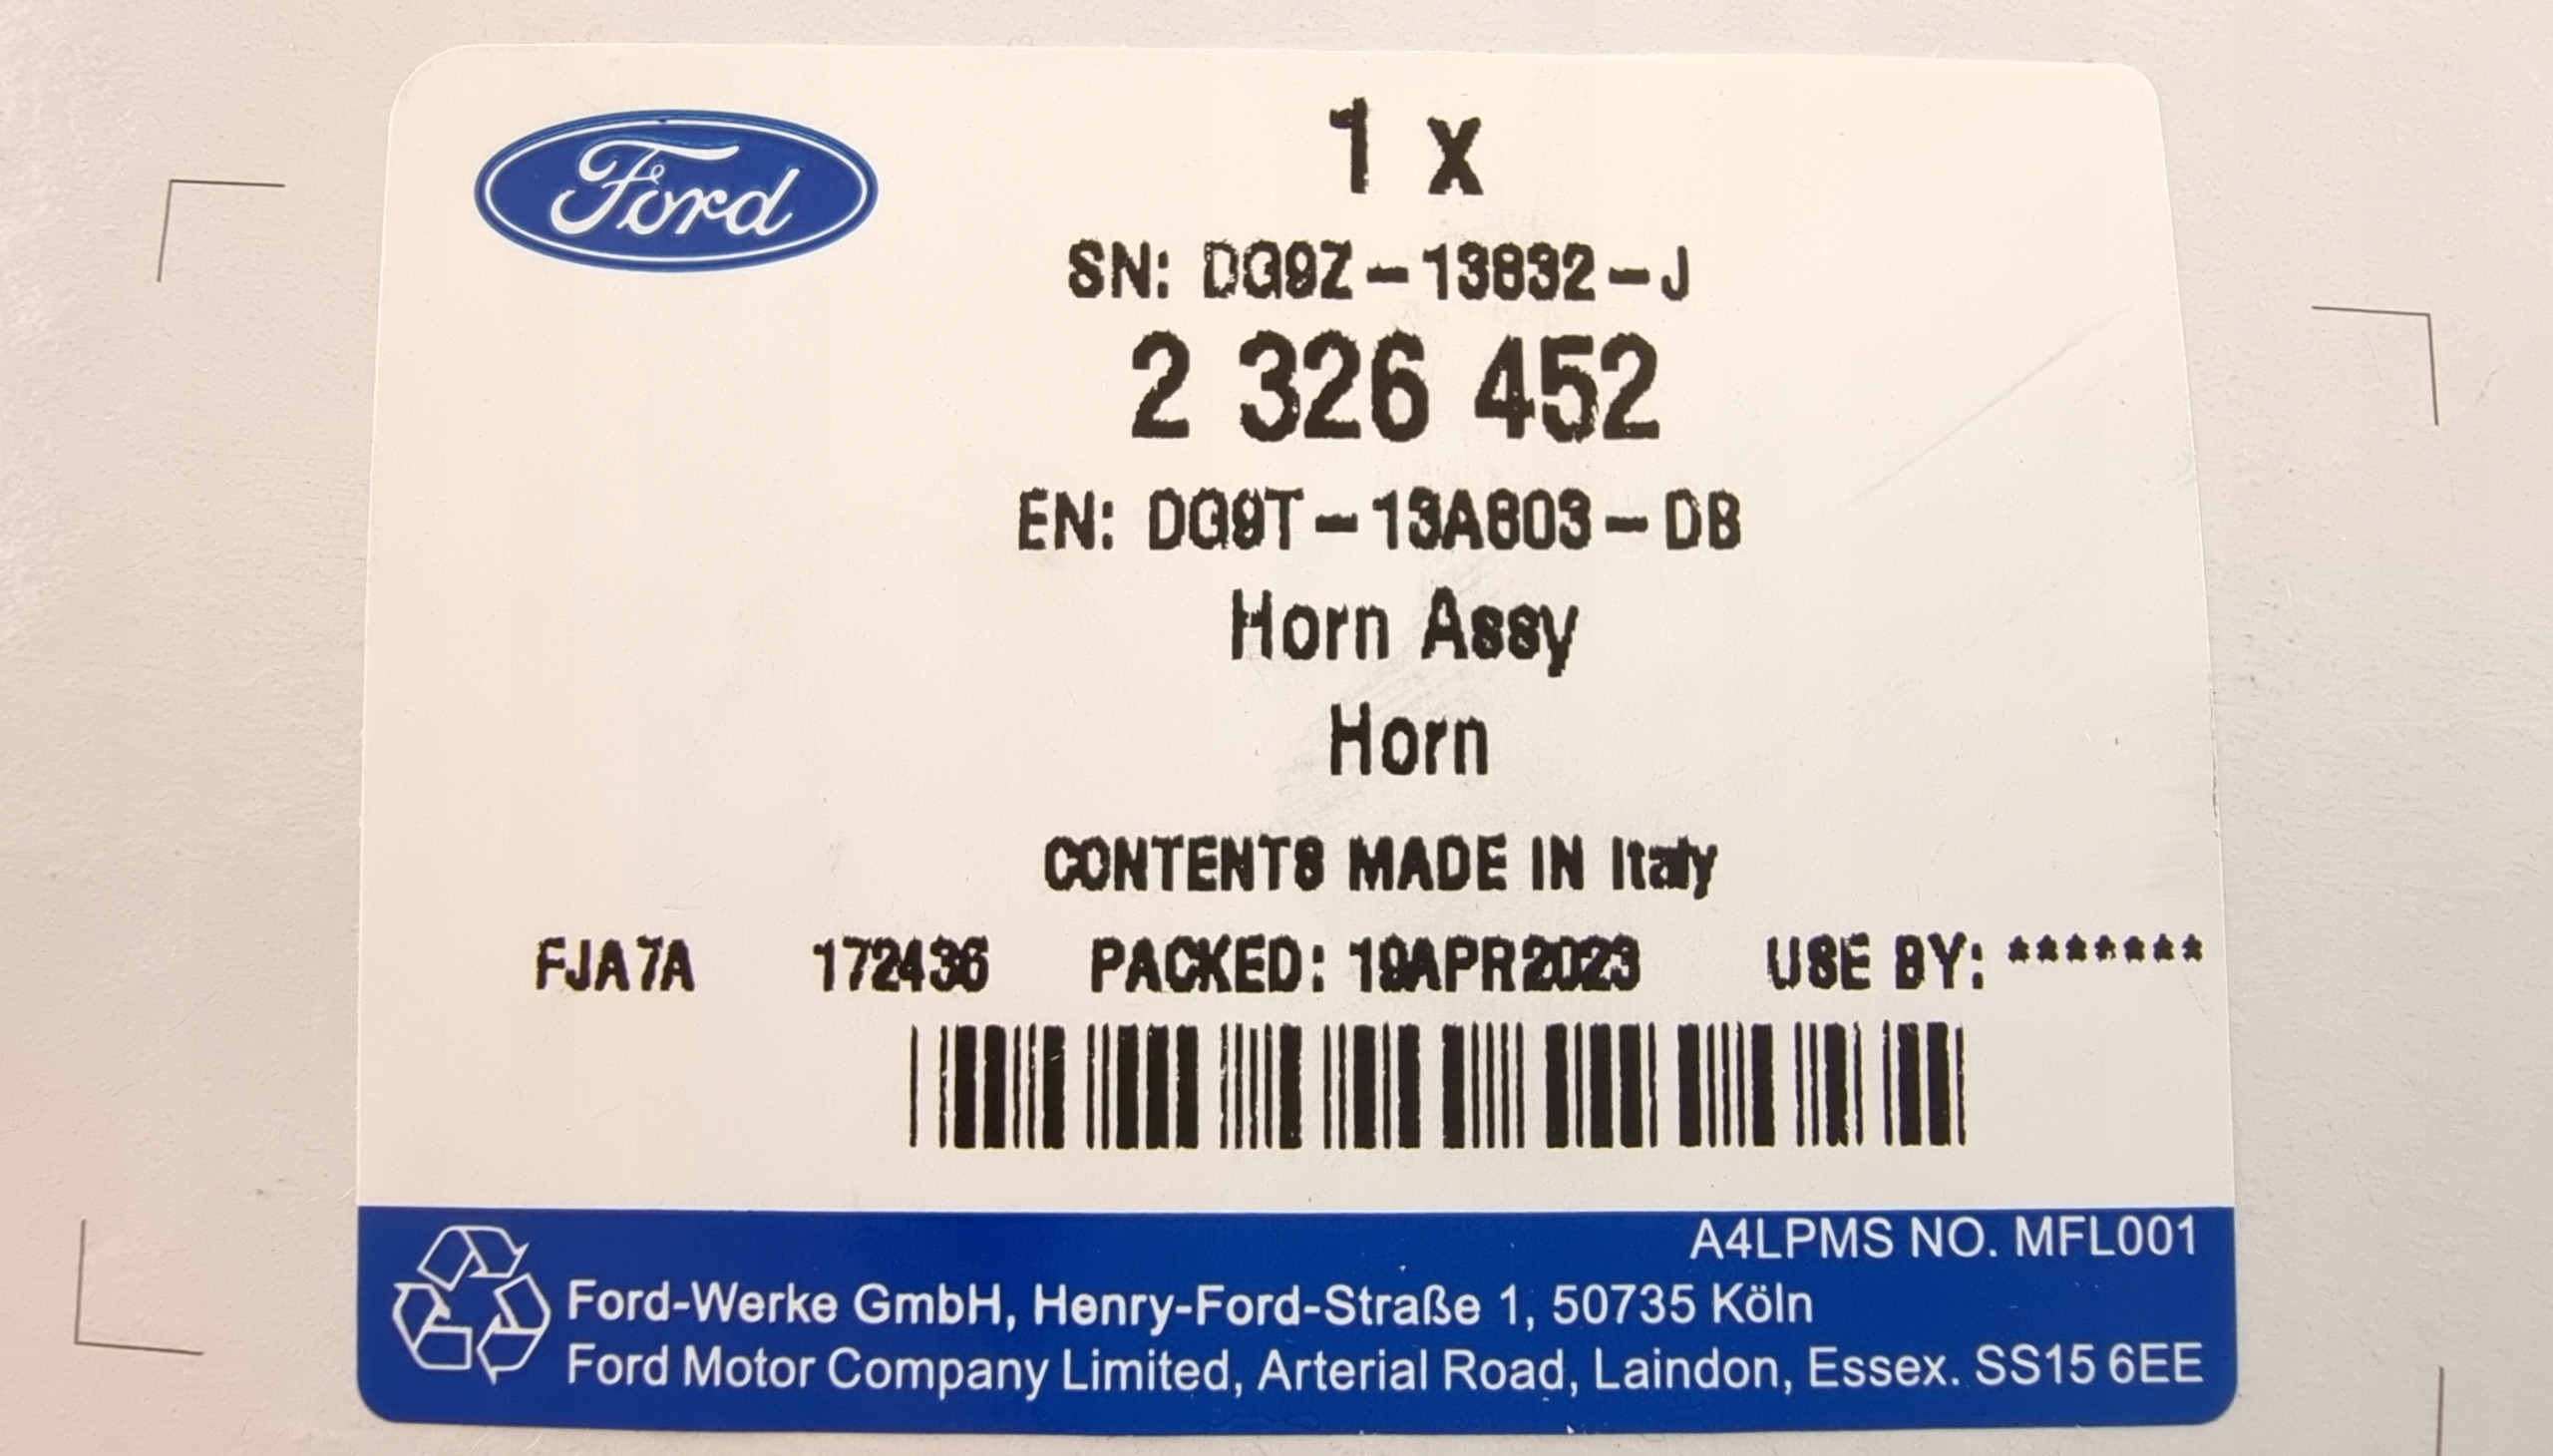 Ford
1 x
SN: DG9Z-13832-J
2 326 452
EN: DG9T-13A803-DB
Horn Assy
Horn
CONTENTS MADE IN Italy
FJA7A 172436 PACKED: 19APR2023 USE BY: *******
A4LPMS NO. MFL001
Ford-Werke GmbH, Henry-Ford-Straße 1, 50735 Köln
Ford Motor Company Limited, Arterial Road, Laindon, Essex. SS15 6EE